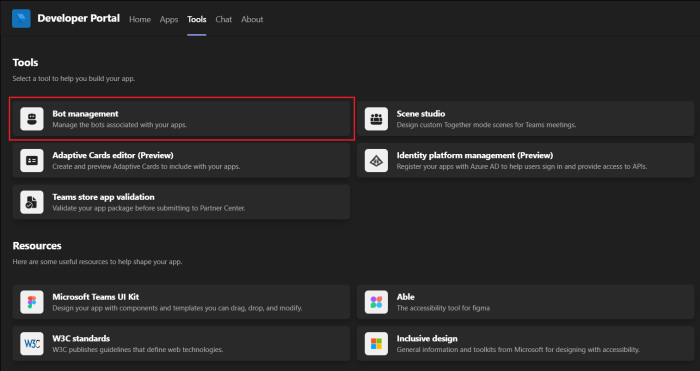 Developer Portal Home Apps Tools Chat About
Tools
Select a tool to help you build your app.
Bot management
Manage the bots associated with your apps.
Scene studio
Design custom Together mode scenes for Teams meetings.
Adaptive Cards editor (Preview)
Create and preview Adaptive Cards to include with your apps.
Identity platform management (Preview)
Register your apps with Azure AD to help users sign in and provide access to APIs.
Teams store app validation
Validate your app package before submitting to Partner Center.
Resources
Here are some useful resources to help shape your app.
Microsoft Teams UI Kit
Design your app with components and templates you can drag, drop, and modify.
Able
The accessibility tool for figma
W3C
W3C standards
W3C publishes guidelines that define web technologies.
Inclusive design
General information and toolkits from Microsoft for designing with accessibility.